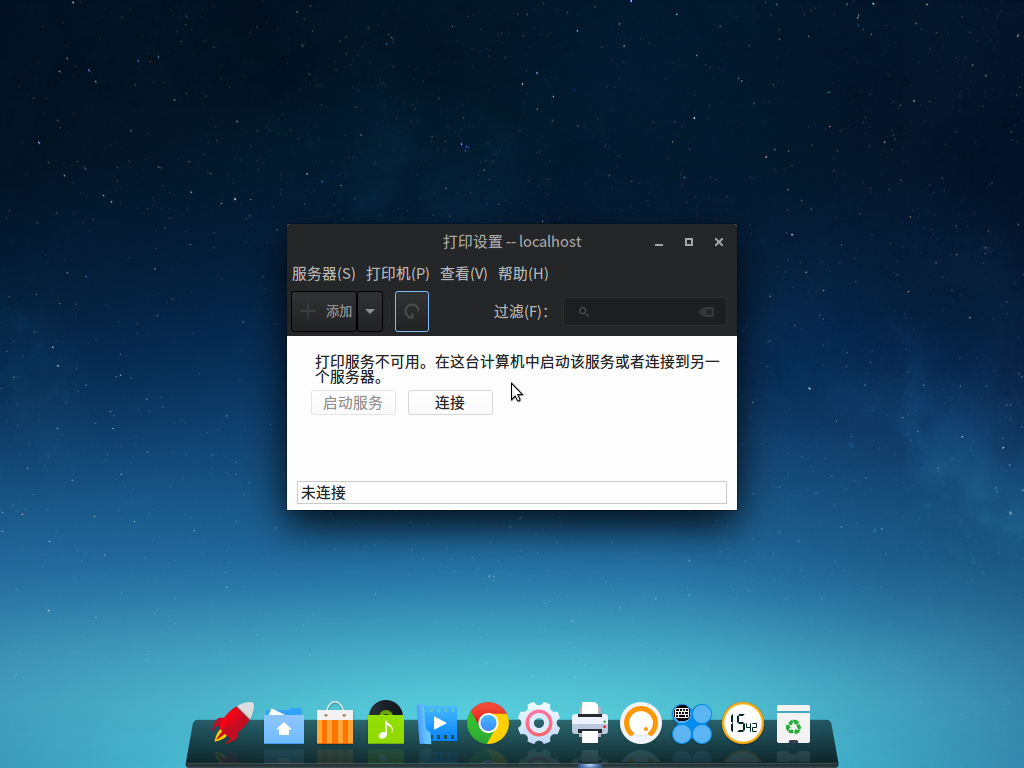 打印设置 -- localhost
服务器(S) 打印机(P) 查看(V) 帮助(H)
添加 过滤(F)：
打印服务不可用。在这台计算机中启动该服务或者连接到另一
个服务器。
启动服务 连接
未连接
15 42